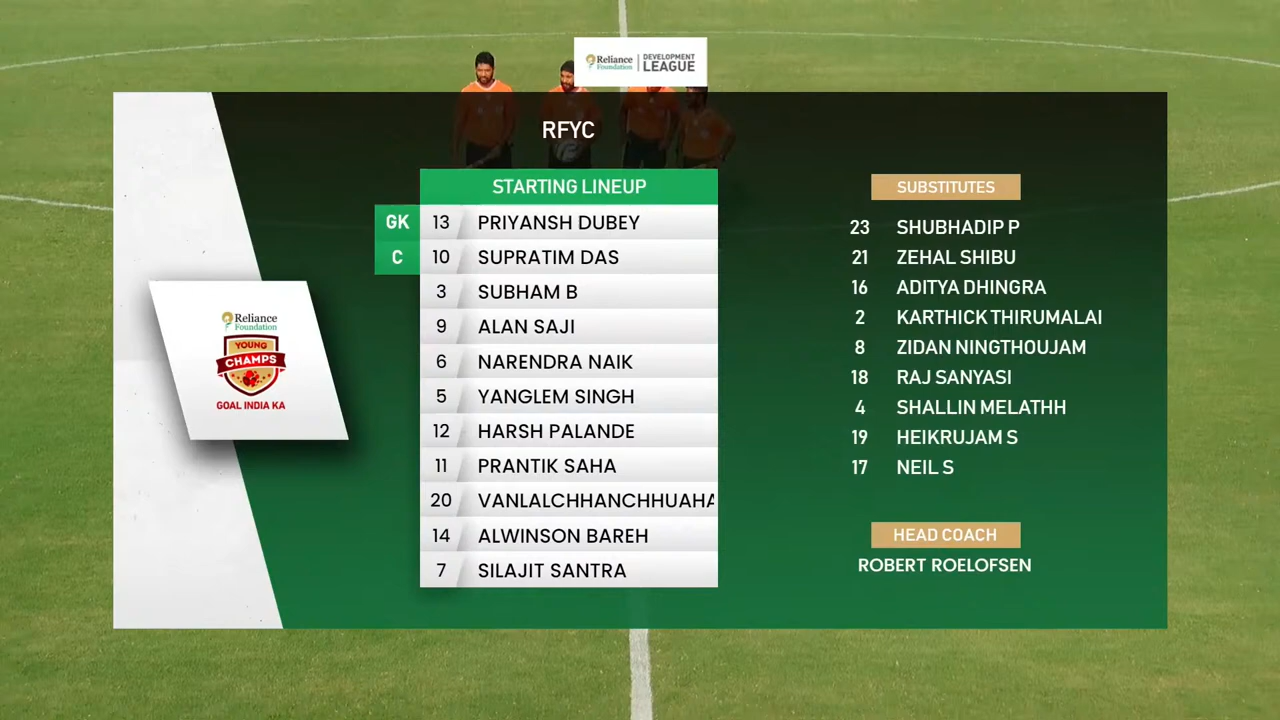 Reliance Foundation | DEVELOPMENT LEAGUE
RFYC
STARTING LINEUP
GK 13 PRIYANSH DUBEY
C 10 SUPRATIM DAS
3 SUBHAM B
9 ALAN SAJI
6 NARENDRA NAIK
5 YANGLEM SINGH
12 HARSH PALANDE
11 PRANTIK SAHA
20 VANLALCHHANCHHUAHA
14 ALWINSON BAREH
7 SILAJIT SANTRA
SUBSTITUTES
23 SHUBHADIP P
21 ZEHAL SHIBU
16 ADITYA DHINGRA
2 KARTHICK THIRUMALAI
8 ZIDAN NINGTHOUJAM
18 RAJ SANYASI
4 SHALLIN MELATHH
19 HEIKRUJAM S
17 NEIL S
HEAD COACH
ROBERT ROELOFSEN
Reliance
Foundation
YOUNG
CHAMPS
GOAL INDIA KA